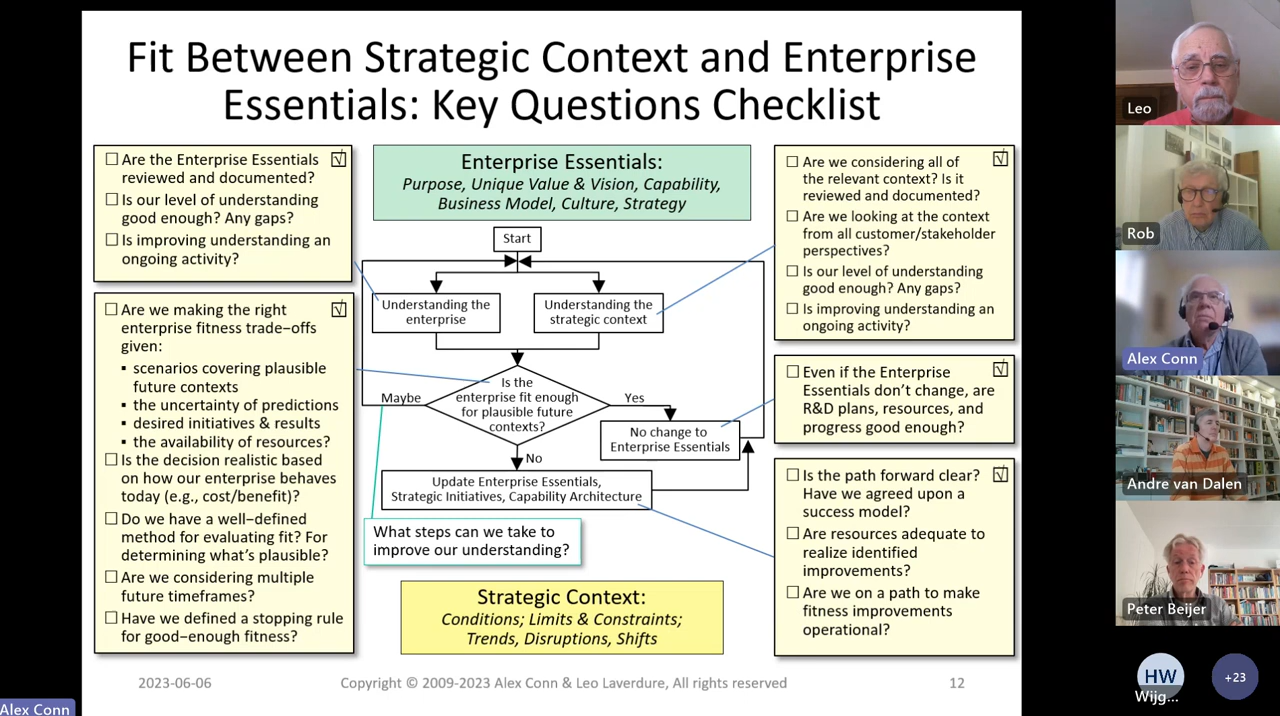 Fit Between Strategic Context and Enterprise
Essentials: Key Questions Checklist
☐ Are the Enterprise Essentials
reviewed and documented?
☐ Is our level of understanding
good enough? Any gaps?
☐ Is improving understanding an
ongoing activity?
☐ Are we making the right
enterprise fitness trade–offs
given:
▪ scenarios covering plausible
future contexts
▪ the uncertainty of predictions
▪ desired initiatives & results
▪ the availability of resources?
☐ Is the decision realistic based
on how our enterprise behaves
today (e.g., cost/benefit)?
☐ Do we have a well–defined
method for evaluating fit? For
determining what's plausible?
☐ Are we considering multiple
future timeframes?
☐ Have we defined a stopping rule
for good–enough fitness?
Enterprise Essentials:
Purpose, Unique Value & Vision, Capability,
Business Model, Culture, Strategy
Start
Understanding the
enterprise
Understanding the
strategic context
Is the
enterprise fit enough
for plausible future
contexts?
Maybe
Yes
No change to
Enterprise Essentials
No
Update Enterprise Essentials,
Strategic Initiatives, Capability Architecture
What steps can we take to
improve our understanding?
Strategic Context:
Conditions; Limits & Constraints;
Trends, Disruptions, Shifts
☐ Are we considering all of
the relevant context? Is it
reviewed and documented?
☐ Are we looking at the context
from all customer/stakeholder
perspectives?
☐ Is our level of understanding
good enough? Any gaps?
☐ Is improving understanding an
ongoing activity?
☐ Even if the Enterprise
Essentials don't change, are
R&D plans, resources, and
progress good enough?
☐ Is the path forward clear?
Have we agreed upon a
success model?
☐ Are resources adequate to
realize identified
improvements?
☐ Are we on a path to make
fitness improvements
operational?
2023-06-06
Copyright © 2009-2023 Alex Conn & Leo Laverdure, All rights reserved
12
Alex Conn
Leo
Rob
Alex Conn
Andre van Dalen
Peter Beijer
HW
Wijg...
+23